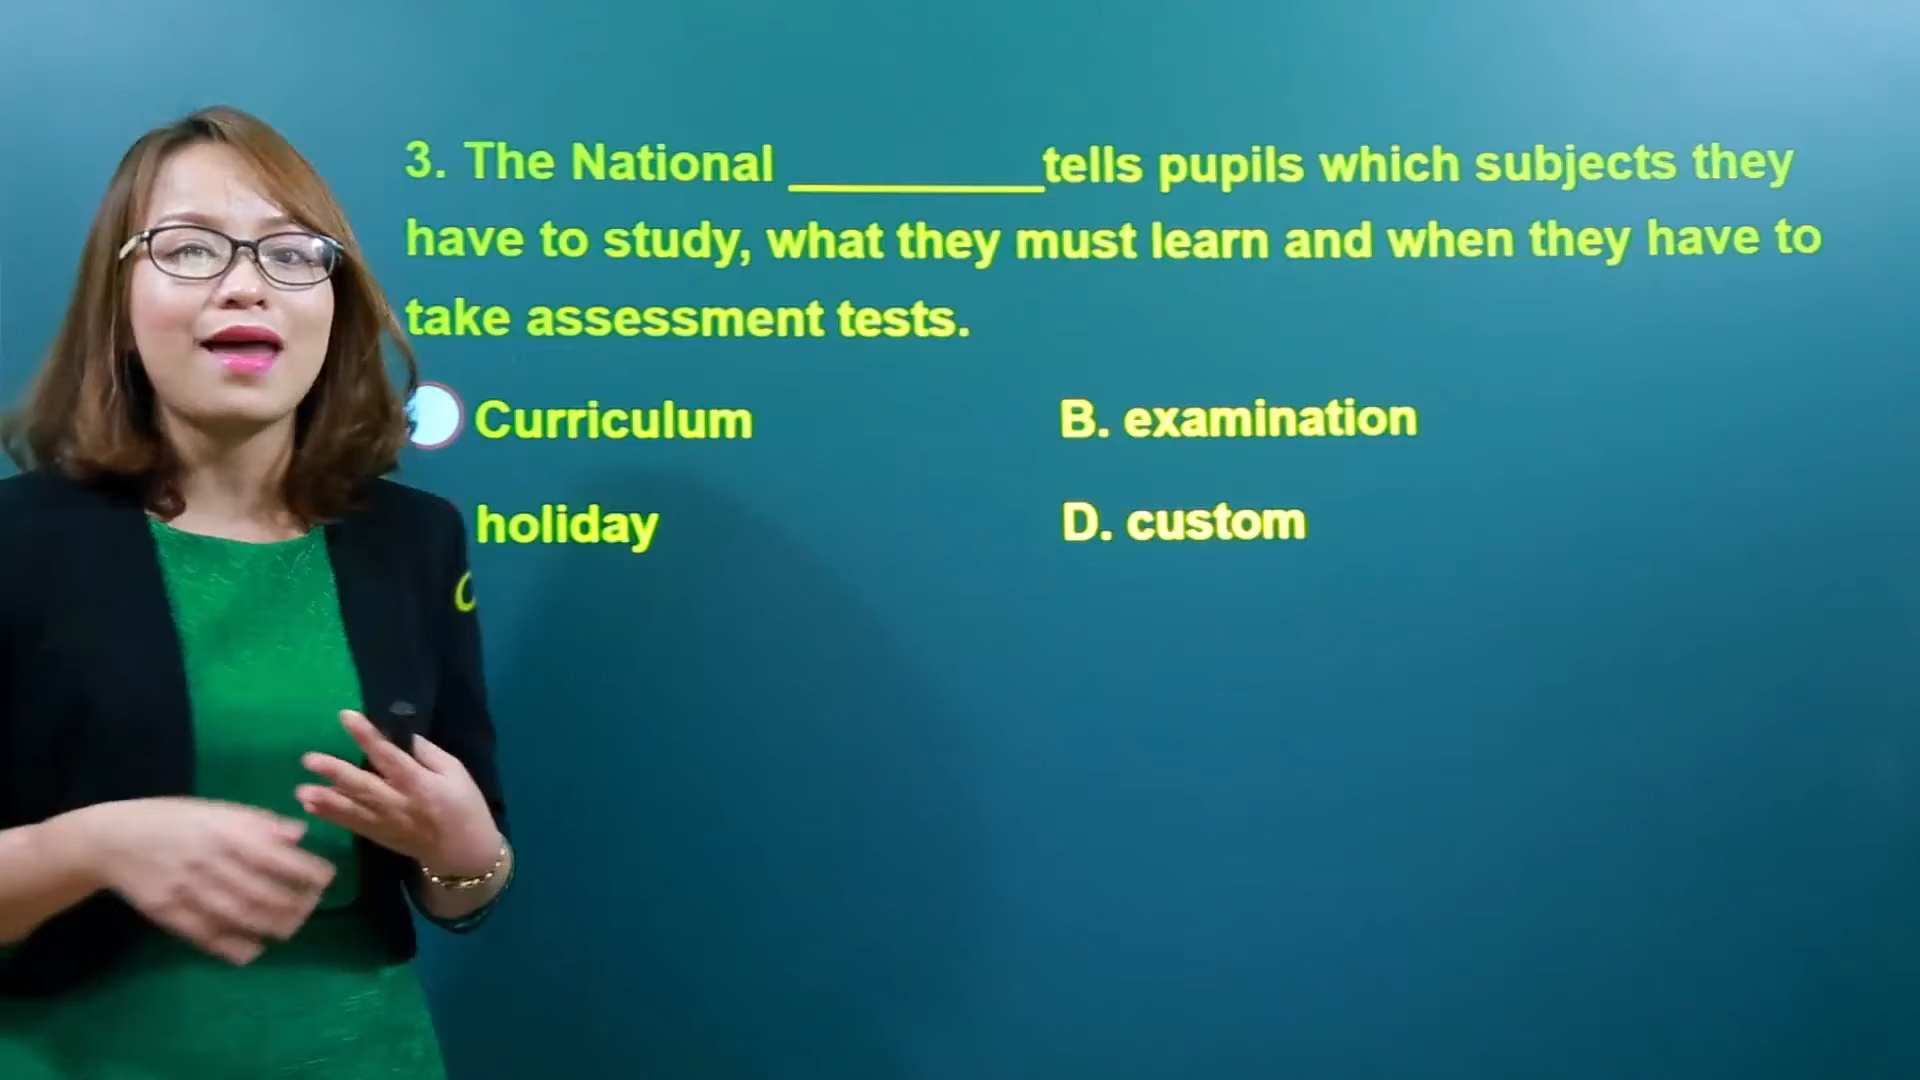 3. The National __________tells pupils which subjects they
have to study, what they must learn and when they have to
take assessment tests.
Curriculum B. examination
holiday D. custom